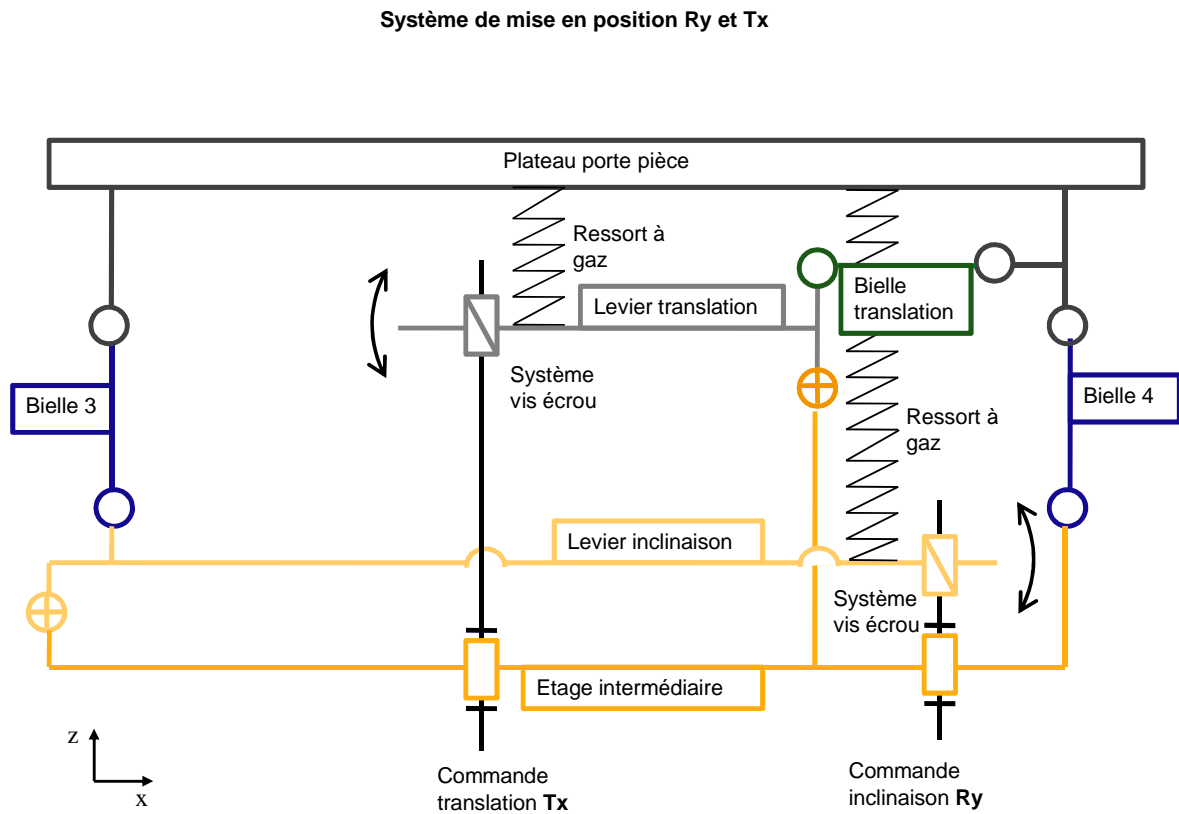 Système de mise en position Ry et Tx
Plateau porte pièce
Ressort à
gaz
Levier translation
Bielle
translation
Système
vis écrou
Bielle 3
Bielle 4
Ressort à
gaz
Levier inclinaison
Système
vis écrou
Etage intermédiaire
z
x
Commande
translation Tx
Commande
inclinaison Ry